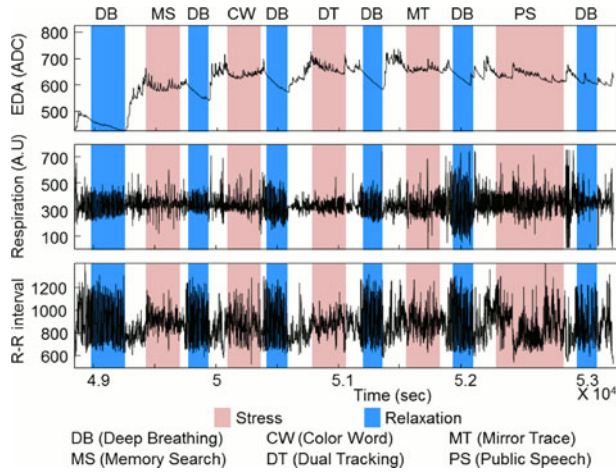 DB MS DB CW DB DT DB MT DB PS DB
EDA (ADC)
800
700
600
500
Respiration (A.U)
700
500
300
100
R-R interval
1200
1000
800
600
4.9 5 5.1 5.2 5.3
Time (sec) X 10⁴
Stress Relaxation
DB (Deep Breathing) CW (Color Word) MT (Mirror Trace)
MS (Memory Search) DT (Dual Tracking) PS (Public Speech)